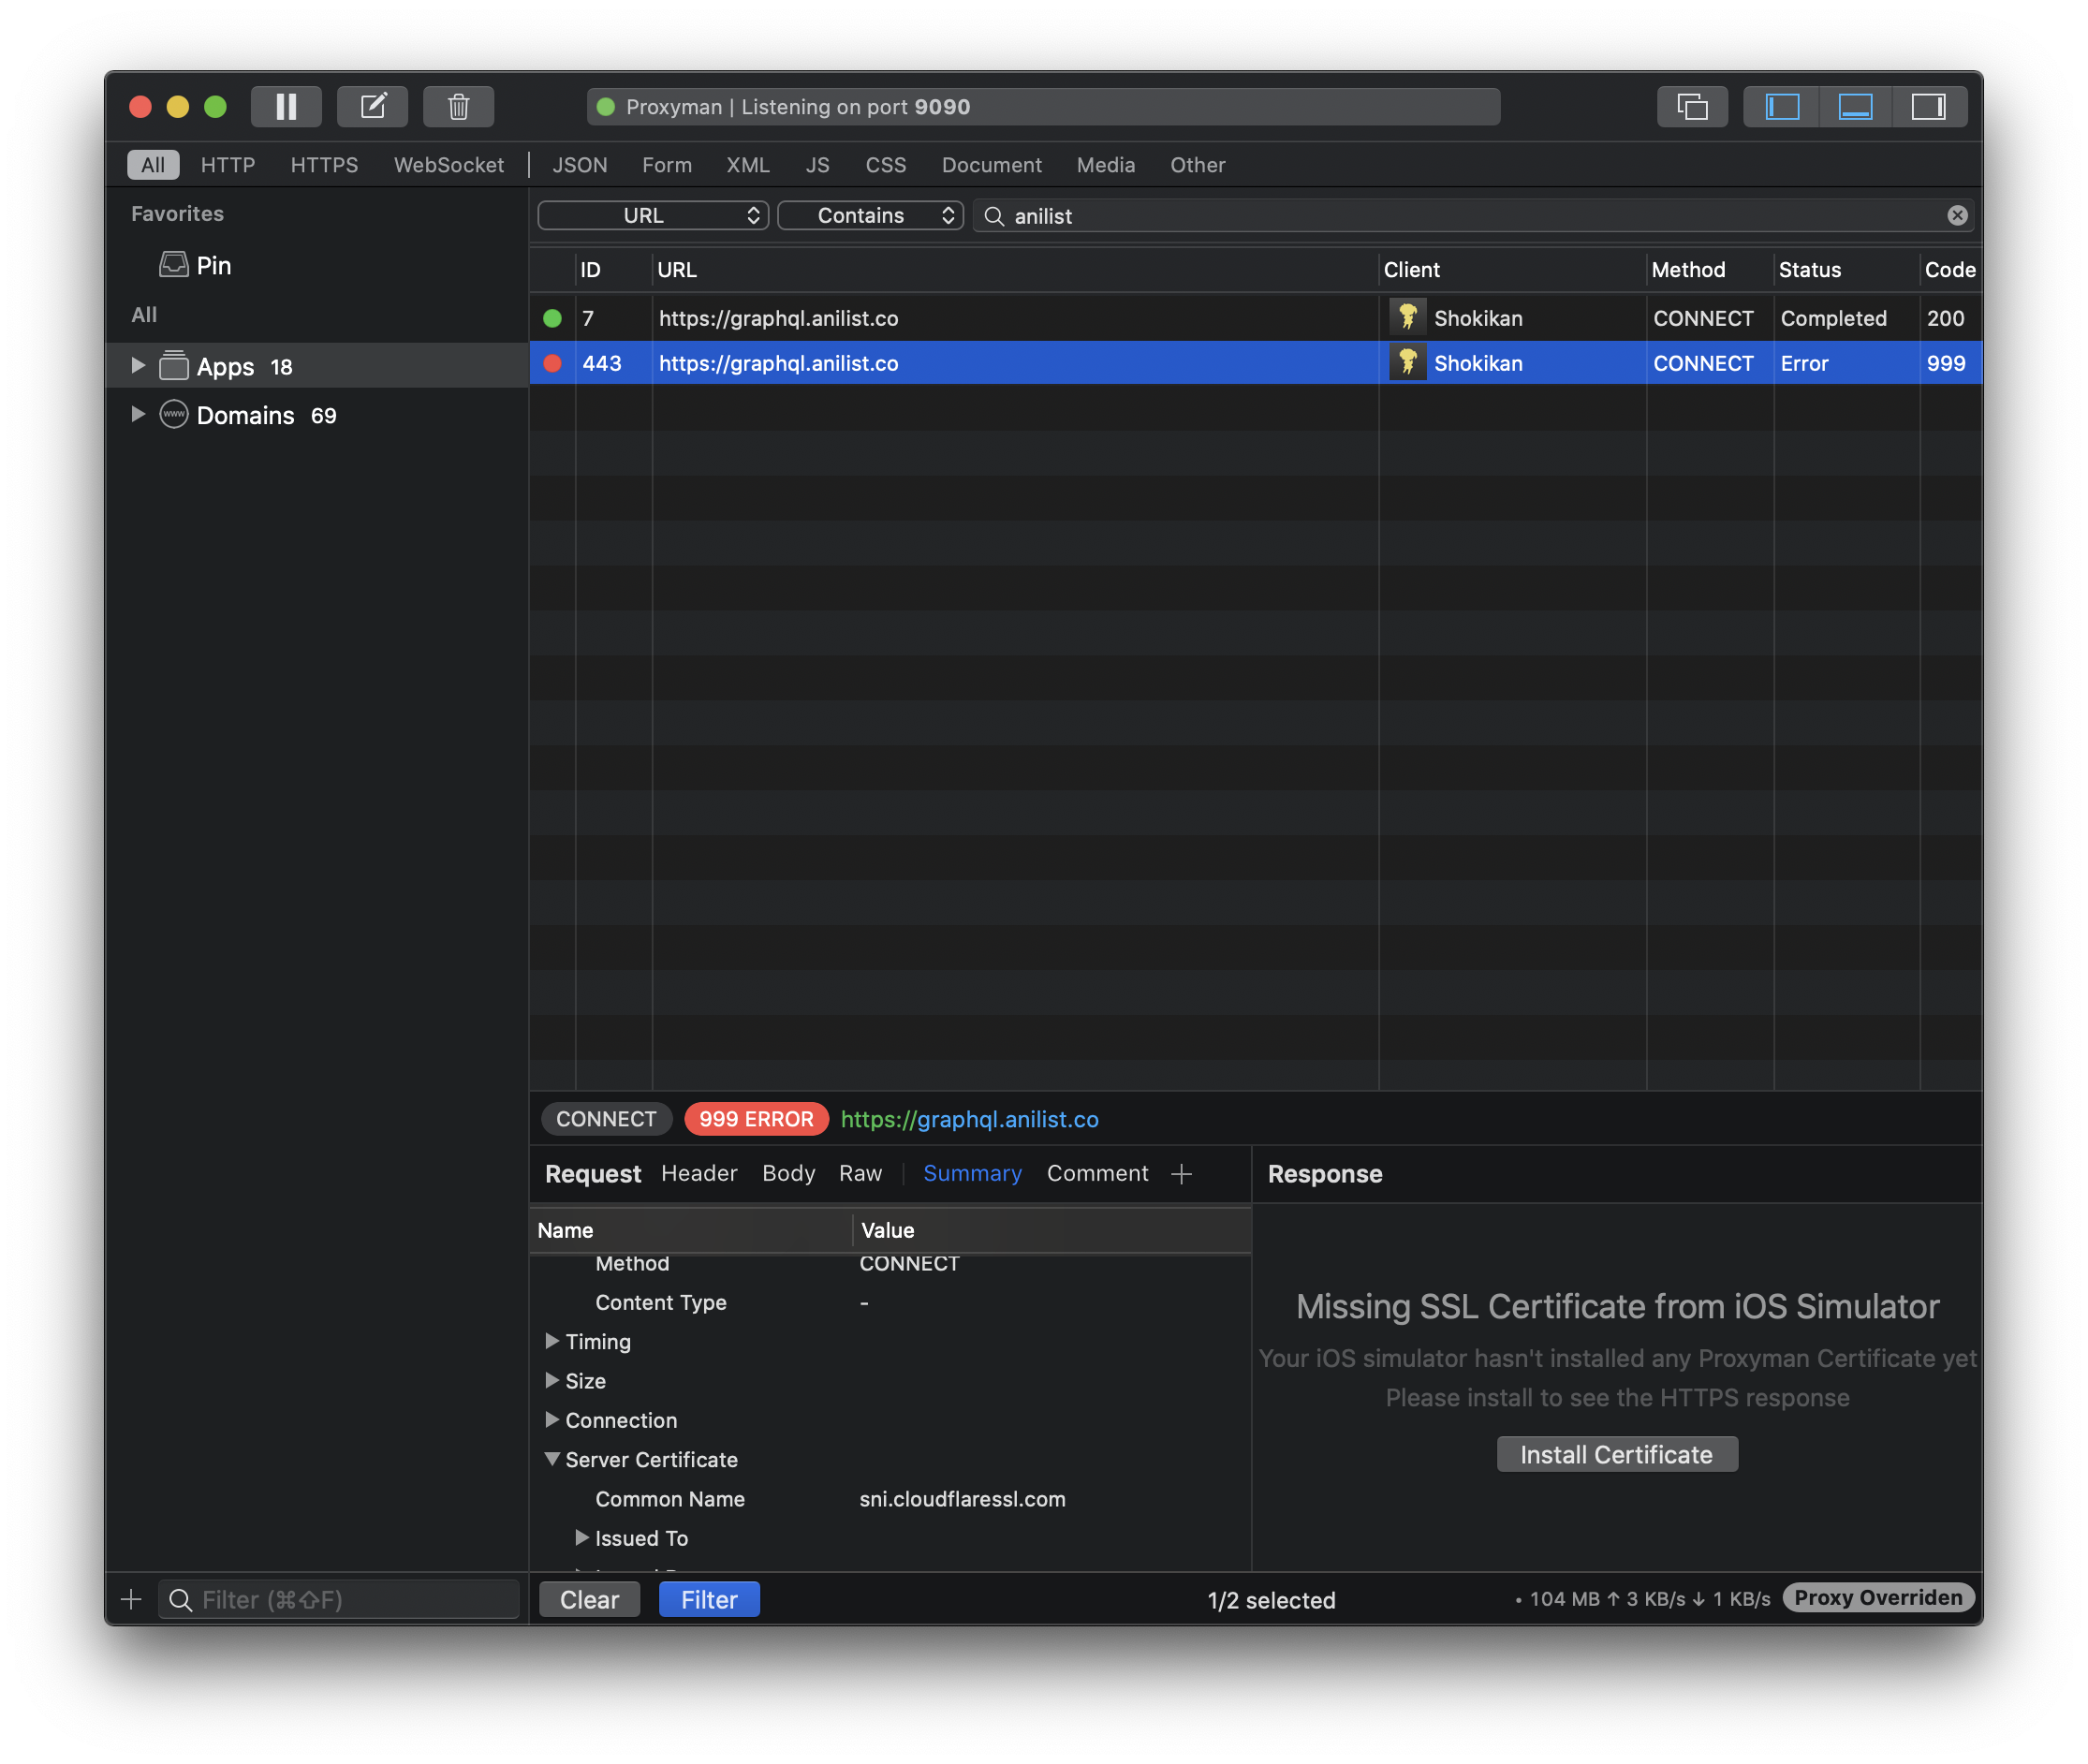 Proxyman | Listening on port 9090
All HTTP HTTPS WebSocket JSON Form XML JS CSS Document Media Other
Favorites
Pin
All
Apps 18
www Domains 69
URL Contains anilist
ID URL Client Method Status Code
7 https://graphql.anilist.co Shokikan CONNECT Completed 200
443 https://graphql.anilist.co Shokikan CONNECT Error 999
CONNECT 999 ERROR https://graphql.anilist.co
Request Header Body Raw Summary Comment
Name Value
Method CONNECT
Content Type -
Timing
Size
Connection
Server Certificate
Common Name sni.cloudflaressl.com
Issued To
Response
Missing SSL Certificate from iOS Simulator
Your iOS simulator hasn't installed any Proxyman Certificate yet
Please install to see the HTTPS response
Install Certificate
Filter (⌘⇧F)
Clear Filter 1/2 selected • 104 MB ↑ 3 KB/s ↓ 1 KB/s Proxy Overriden